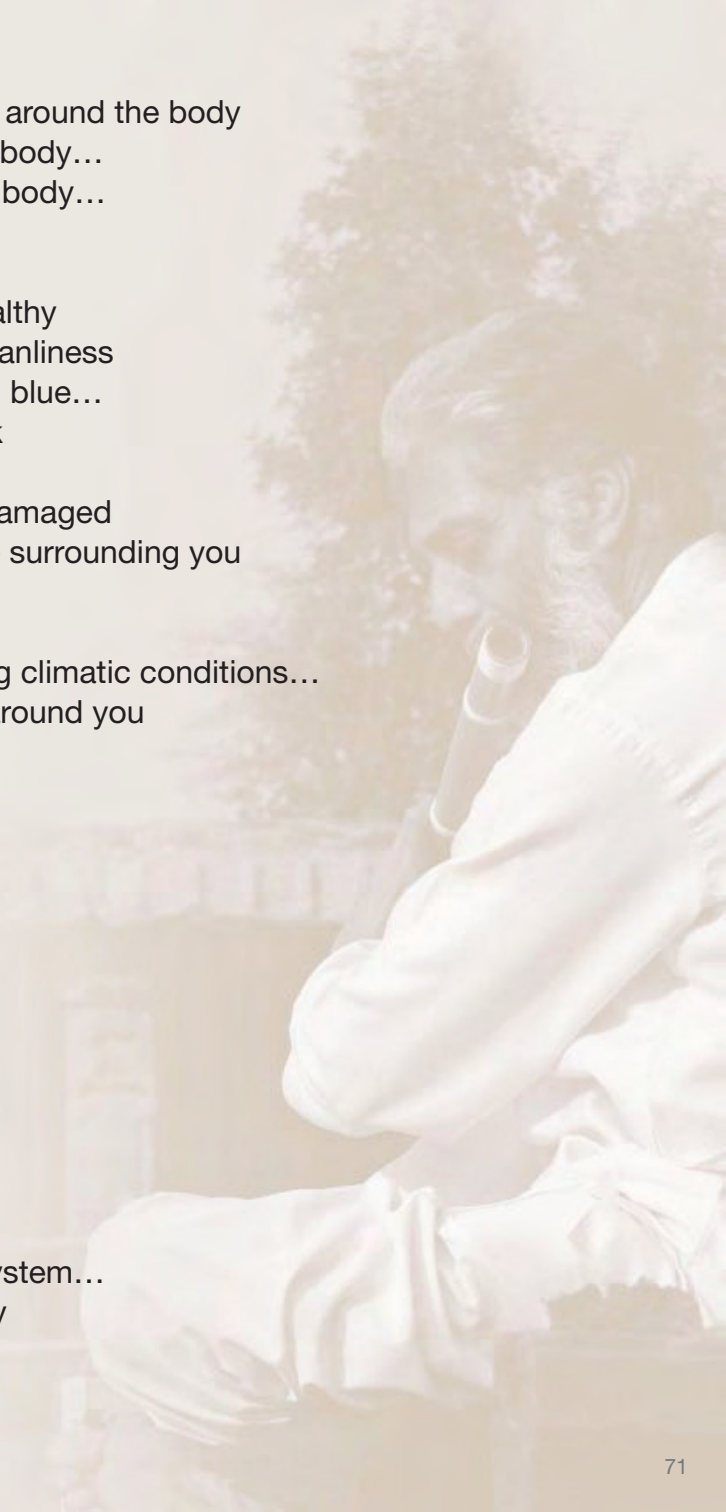 around the body
body…
body…
althy
anliness
blue…
k
amaged
surrounding you
g climatic conditions…
round you
ystem…
y
71